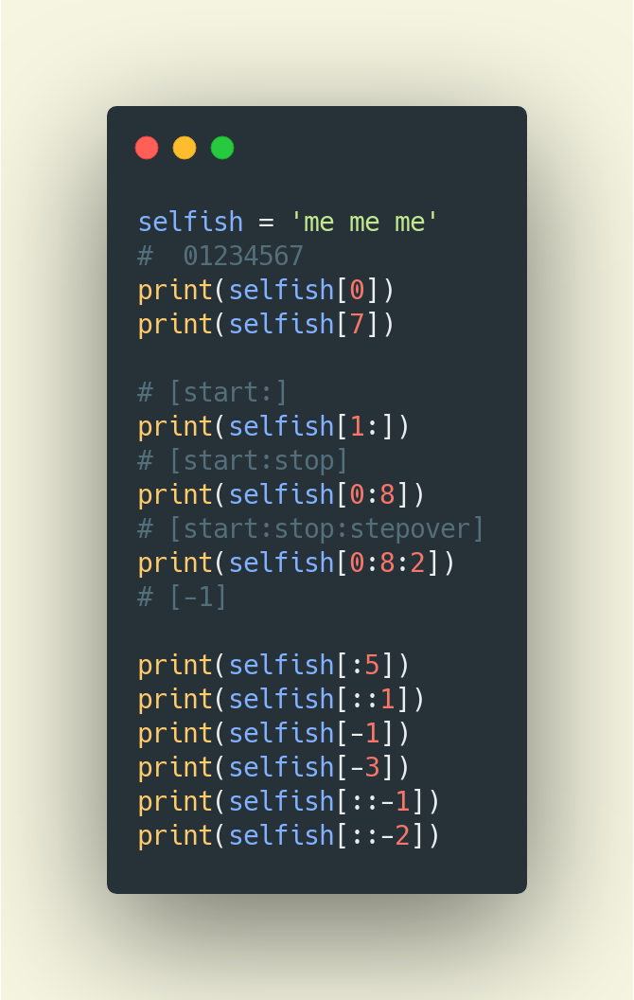 selfish = 'me me me'
#  01234567
print(selfish[0])
print(selfish[7])
# [start:]
print(selfish[1:])
# [start:stop]
print(selfish[0:8])
# [start:stop:stepover]
print(selfish[0:8:2])
# [-1]
print(selfish[:5])
print(selfish[::1])
print(selfish[-1])
print(selfish[-3])
print(selfish[::-1])
print(selfish[::-2])